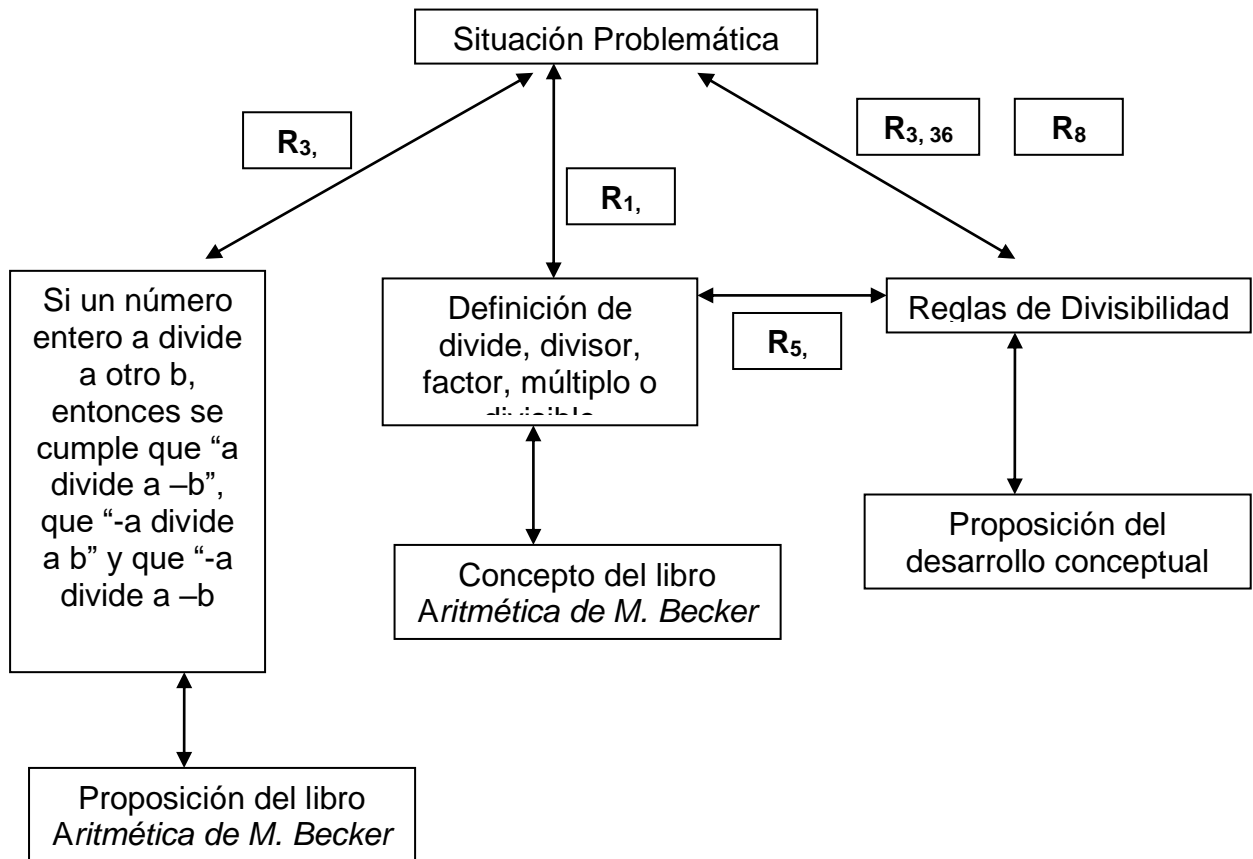 Situación Problemática
R3,
R3, 36
R8
R1,
Si un número
entero a divide
a otro b,
entonces se
cumple que “a
divide a –b”,
que “-a divide
a b” y que “-a
divide a –b
Definición de
divide, divisor,
factor, múltiplo o
divisible
R5,
Reglas de Divisibilidad
Concepto del libro
Aritmética de M. Becker
Proposición del
desarrollo conceptual
Proposición del libro
Aritmética de M. Becker